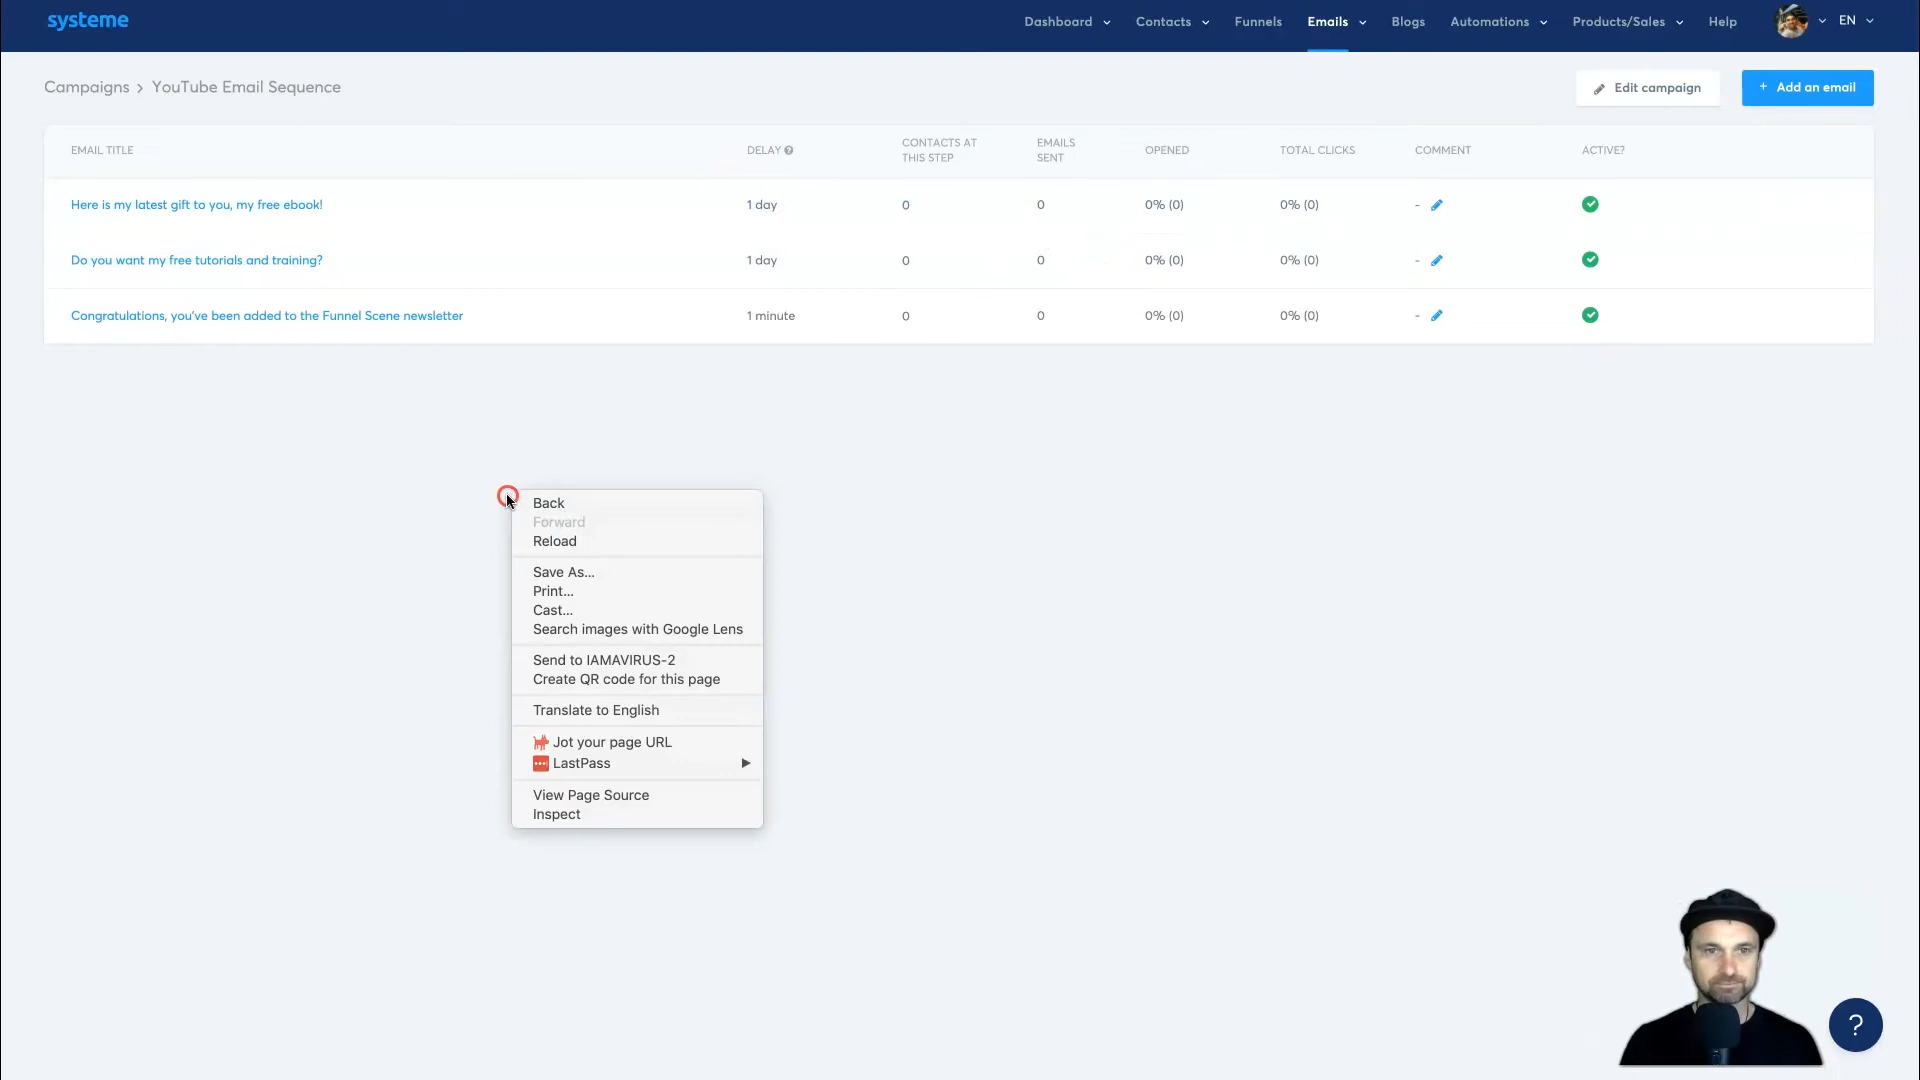 systeme
Dashboard
Contacts
Funnels
Emails
Blogs
Automations
Products/Sales
Help
EN
Campaigns > YouTube Email Sequence
Edit campaign
+ Add an email
EMAIL TITLE
DELAY
CONTACTS AT
THIS STEP
EMAILS
SENT
OPENED
TOTAL CLICKS
COMMENT
ACTIVE?
Here is my latest gift to you, my free ebook! 1 day 0 0 0% (0) 0% (0) -
Do you want my free tutorials and training? 1 day 0 0 0% (0) 0% (0) -
Congratulations, you've been added to the Funnel Scene newsletter 1 minute 0 0 0% (0) 0% (0) -
Back
Forward
Reload
Save As...
Print...
Cast...
Search images with Google Lens
Send to IAMAVIRUS-2
Create QR code for this page
Translate to English
Jot your page URL
LastPass
View Page Source
Inspect
?